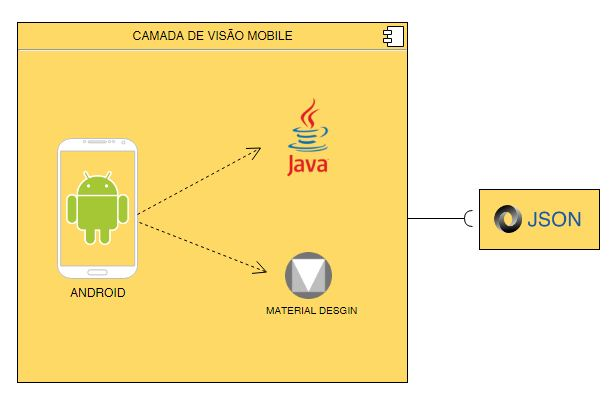 CAMADA DE VISÃO MOBILE
Java
JSON
ANDROID
MATERIAL DESGIN